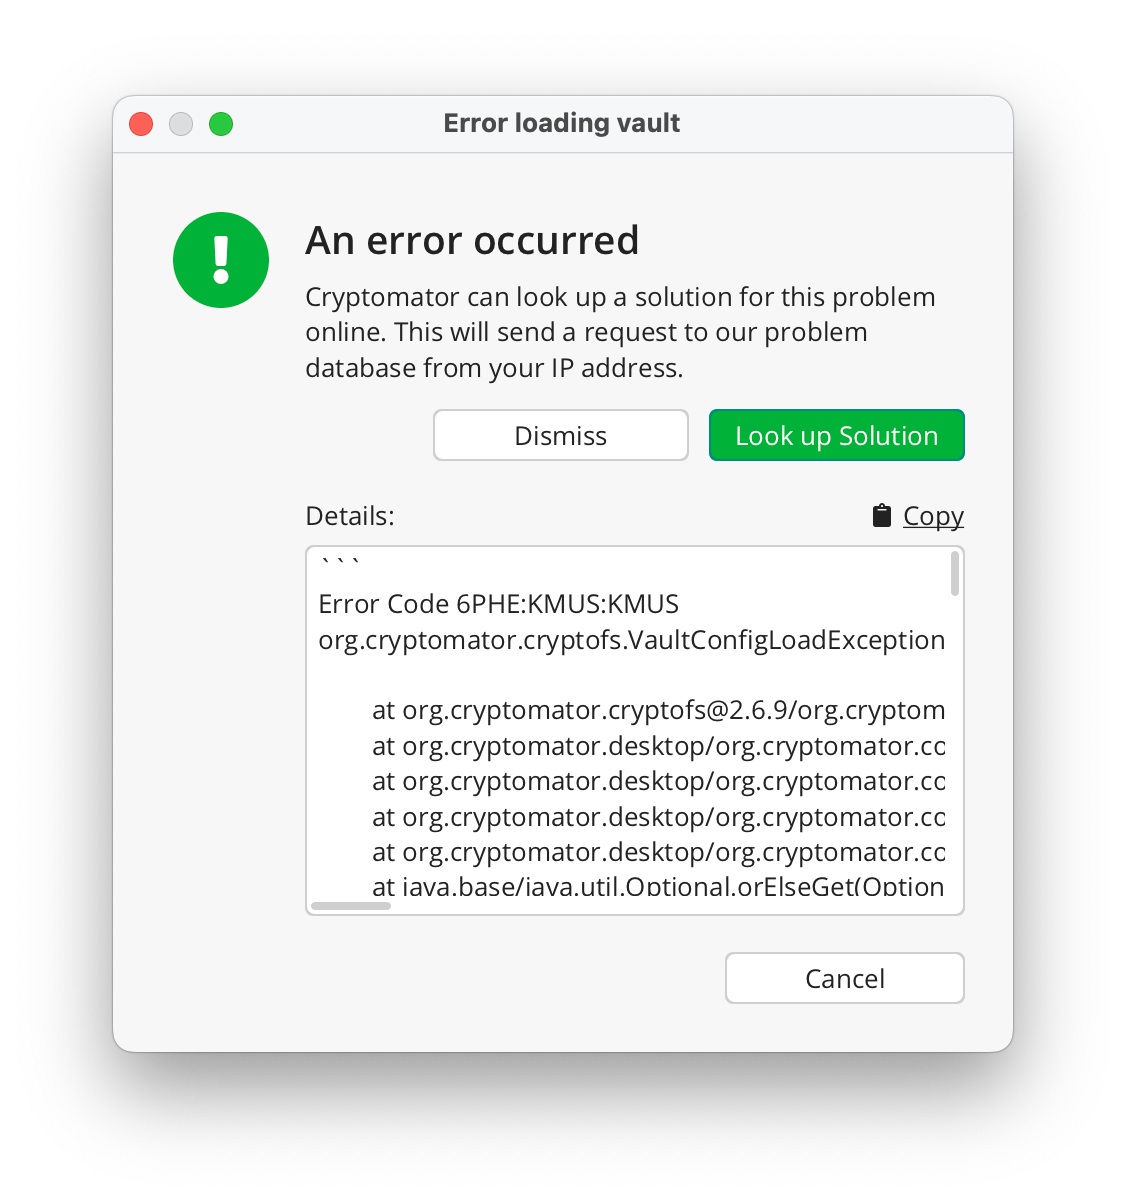 Error loading vault
An error occurred
Cryptomator can look up a solution for this problem
online. This will send a request to our problem
database from your IP address.
Dismiss
Look up Solution
Details:
Copy
```
Error Code 6PHE:KMUS:KMUS
org.cryptomator.cryptofs.VaultConfigLoadException
at org.cryptomator.cryptofs@2.6.9/org.cryptom
at org.cryptomator.desktop/org.cryptomator.co
at org.cryptomator.desktop/org.cryptomator.co
at org.cryptomator.desktop/org.cryptomator.co
at org.cryptomator.desktop/org.cryptomator.co
at java.base/java.util.Optional.orElseGet(Option
Cancel